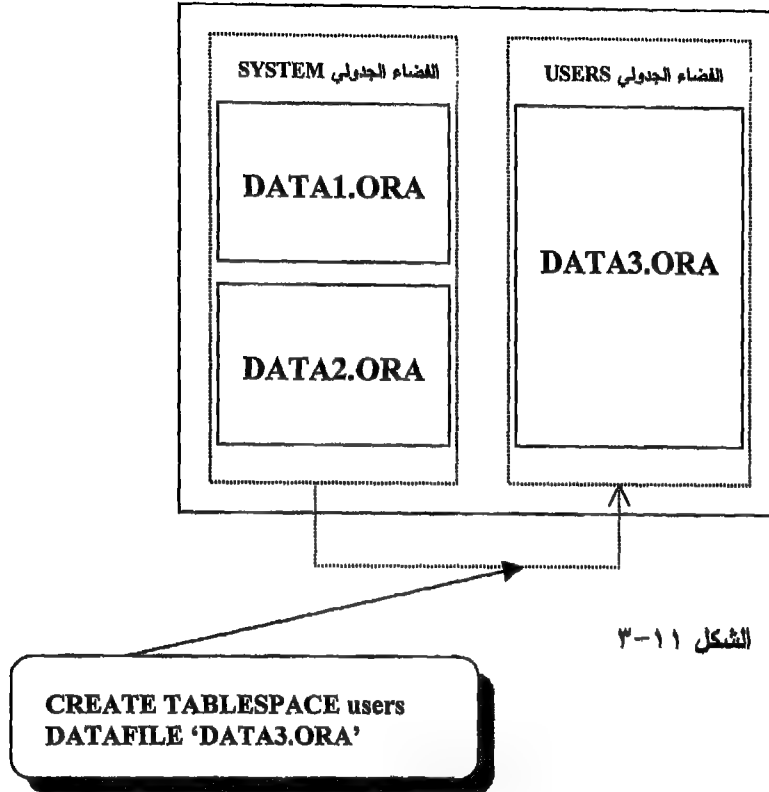 الفضاء الجدولي SYSTEM
DATA1.ORA
DATA2.ORA
الفضاء الجدولي USERS
DATA3.ORA
الشكل ١١-٣
CREATE TABLESPACE users
DATAFILE ‘DATA3.ORA’